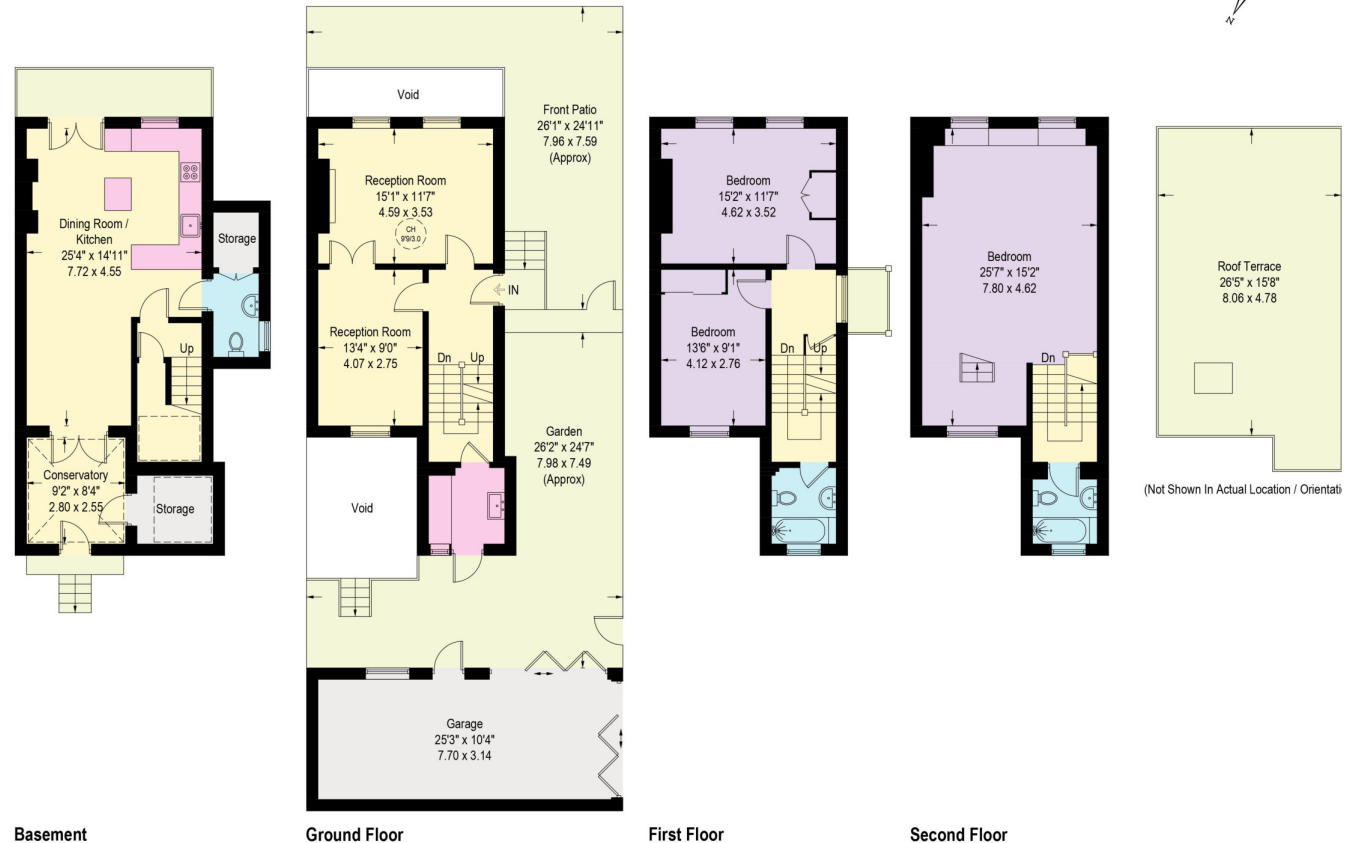 N
Void
Front Patio
26'1" x 24'11"
7.96 x 7.59
(Approx)
Reception Room
15'1" x 11'7"
4.59 x 3.53
CH
9'9/3.0
Bedroom
15'2" x 11'7"
4.62 x 3.52
Dining Room /
Kitchen
25'4" x 14'11"
7.72 x 4.55
Storage
Bedroom
25'7" x 15'2"
7.80 x 4.62
Roof Terrace
26'5" x 15'8"
8.06 x 4.78
IN
Reception Room
13'4" x 9'0"
4.07 x 2.75
Bedroom
13'6" x 9'1"
4.12 x 2.76
Up
Dn Up
Dn Up
Dn
Garden
26'2" x 24'7"
7.98 x 7.49
(Approx)
Conservatory
9'2" x 8'4"
2.80 x 2.55
Storage
Void
(Not Shown In Actual Location / Orientati
Garage
25'3" x 10'4"
7.70 x 3.14
Basement
Ground Floor
First Floor
Second Floor